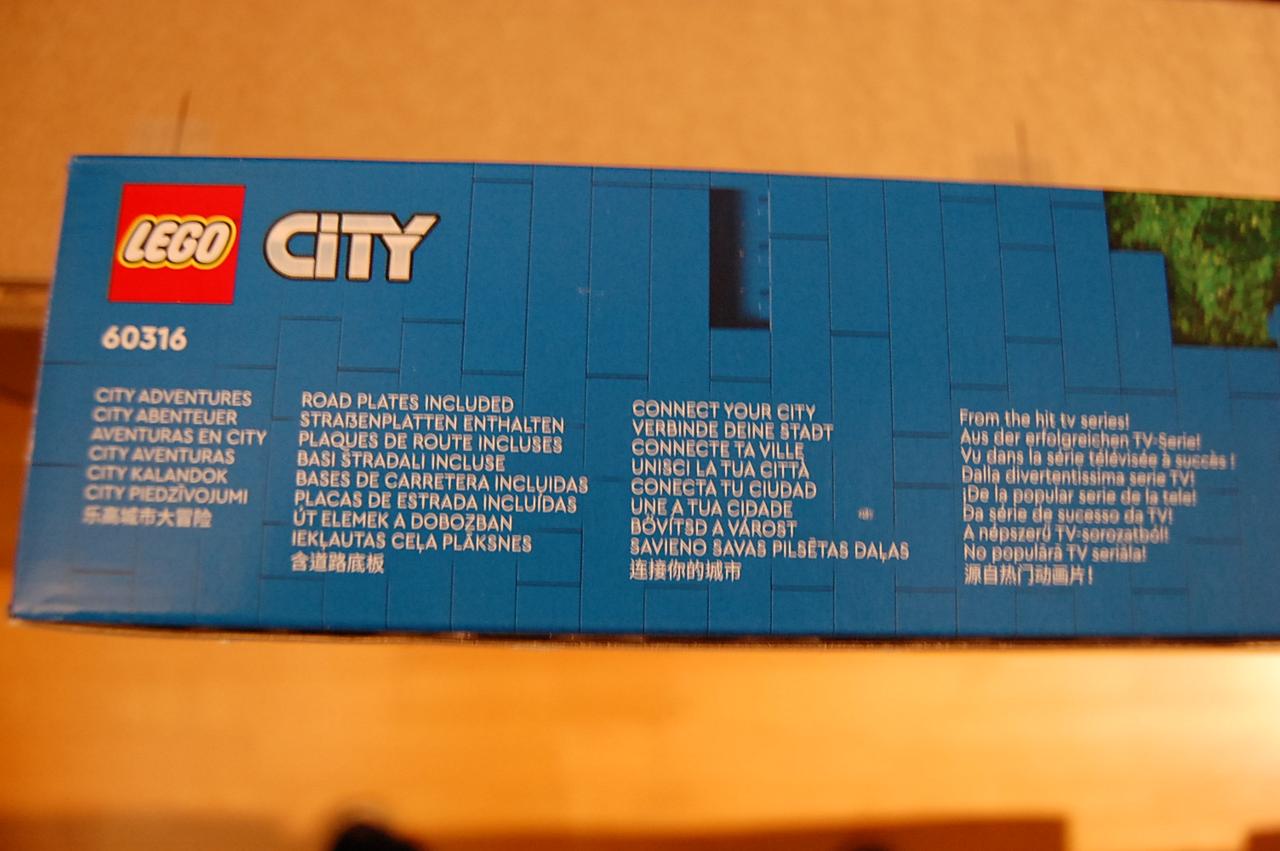 LEGO
CITY
60316
CITY ADVENTURES
CITY ABENTEUER
AVENTURAS EN CITY
CITY AVENTURAS
CITY KALANDOK
CITY PIEDZĪVOJUMI
乐高城市大冒险
ROAD PLATES INCLUDED
STRAßENPLATTEN ENTHALTEN
PLAQUES DE ROUTE INCLUSES
BASI STRADALI INCLUSE
BASES DE CARRETERA INCLUIDAS
PLACAS DE ESTRADA INCLUÍDAS
ÚT ELEMEK A DOBOZBAN
IEKĻAUTAS CEĻA PLĀKSNES
含道路底板
CONNECT YOUR CITY
VERBINDE DEINE STADT
CONNECTE TA VILLE
UNISCI LA TUA CITTÀ
CONECTA TU CIUDAD
UNE A TUA CIDADE
BŐVÍTSD A VÁROST
SAVIENO SAVAS PILSĒTAS DAĻAS
连接你的城市
From the hit tv series!
Aus der erfolgreichen TV-Serie!
Vu dans la série télévisée à succès !
Dalla divertentissima serie TV!
¡De la popular serie de la tele!
Da série de sucesso da TV!
A népszerű TV-sorozatból!
No populārā TV seriāla!
源自热门动画片！